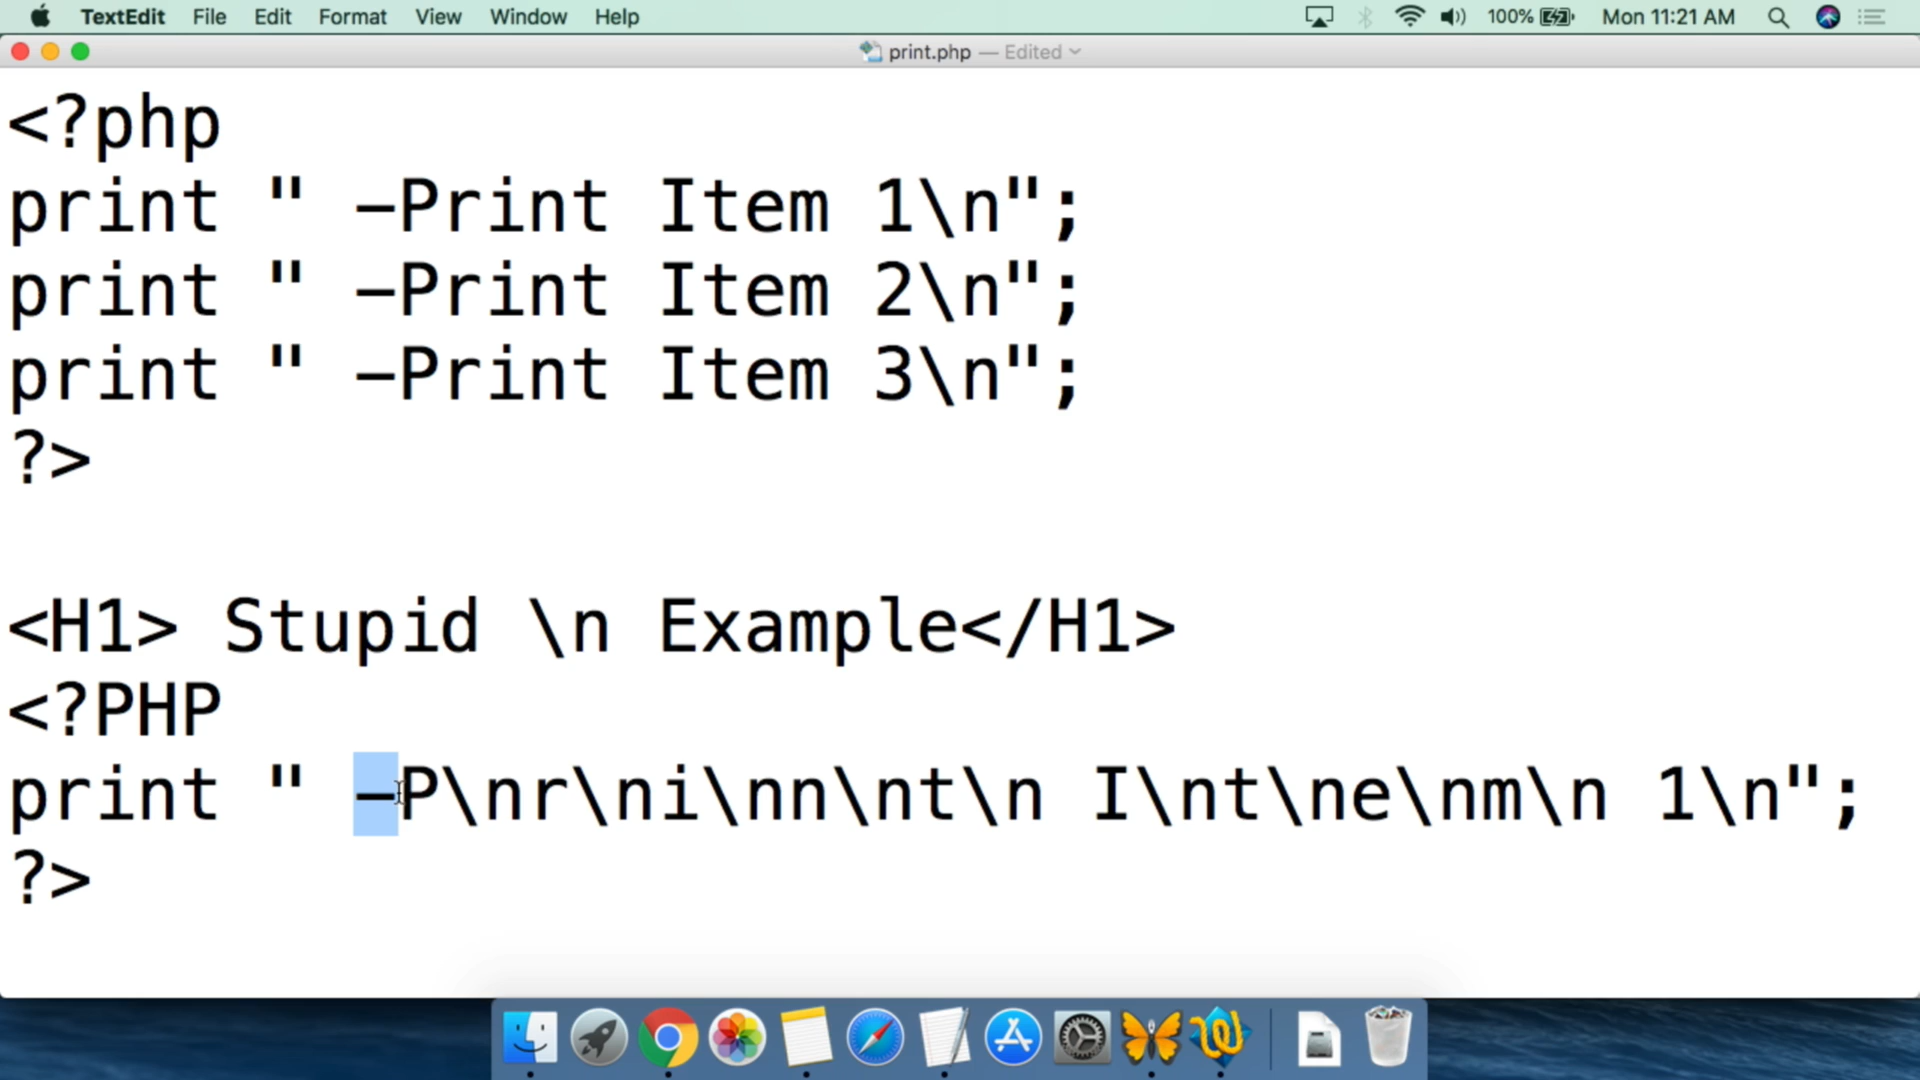 TextEdit File Edit Format View Window Help 100% Mon 11:21 AM
print.php — Edited
<?php
print " –Print Item 1\n";
print " –Print Item 2\n";
print " –Print Item 3\n";
?>
<H1> Stupid \n Example</H1>
<?PHP
print " –P\nr\ni\nn\nt\n I\nt\ne\nm\n 1\n";
?>